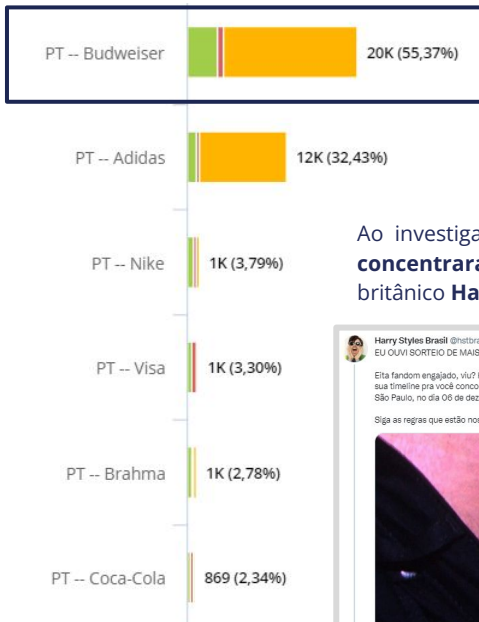 PT -- Budweiser
20K (55,37%)
PT -- Adidas
12K (32,43%)
PT -- Nike
1K (3,79%)
PT -- Visa
1K (3,30%)
PT -- Brahma
1K (2,78%)
PT -- Coca-Cola
869 (2,34%)
Ao investiga
concentrara
britânico Ha
Harry Styles Brasil @hstbra
EU OUVI SORTEIO DE MAIS
Eita fandom engajado, viu?
sua timeline pra você conco
São Paulo, no dia 06 de dez
Siga as regras que estão nos